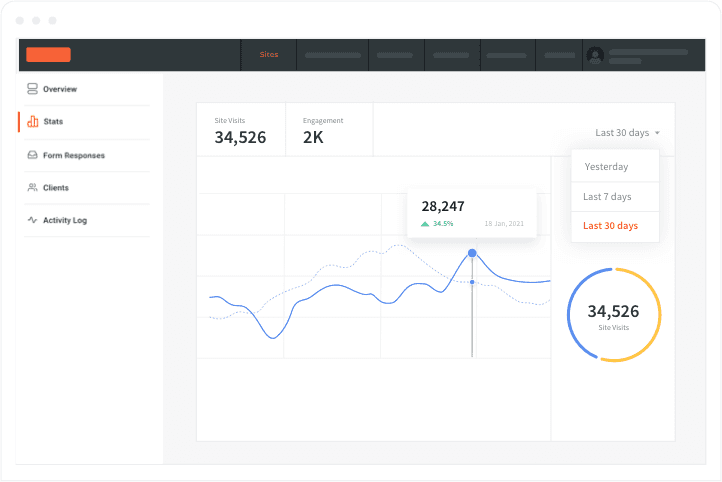 Sites
Overview
Stats
Form Responses
Clients
Activity Log
Site Visits
34,526
Engagement
2K
Last 30 days
Yesterday
Last 7 days
Last 30 days
28,247
34.5%
18 Jan, 2021
34,526
Site Visits